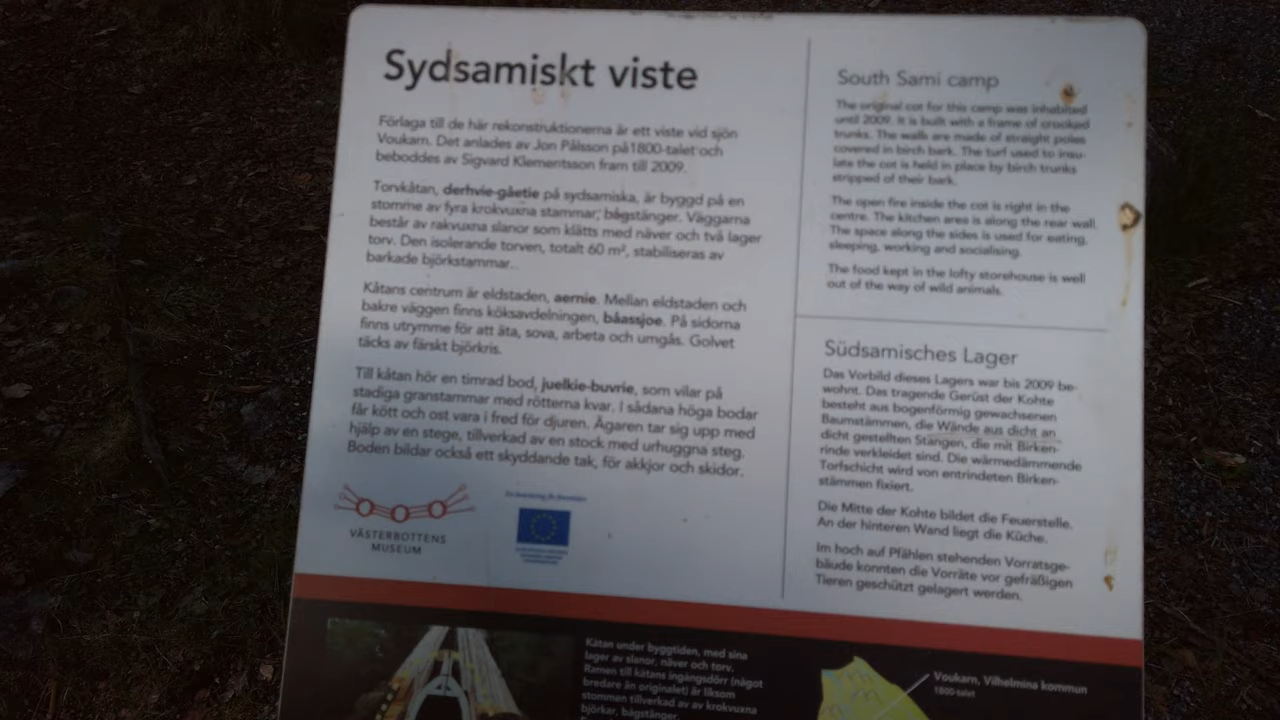 Sydsamiskt viste
Förlaga till de här rekonstruktionerna är ett viste vid sjön
Voukarn. Det anlades av Jon Pålsson på 1800-talet och
beboddes av Sigvard Klementsson fram till 2009.
Torvkåtan, derhvie-gåetie på sydsamiska, är byggd på en
stomme av fyra krokvuxna stammar, bågstänger. Väggarna
består av rakvuxna slanor som klätts med näver och två lager
torv. Den isolerande torven, totalt 60 m², stabiliseras av
barkade björkstammar.
Kåtans centrum är eldstaden, aernie. Mellan eldstaden och
bakre väggen finns köksavdelningen, båassjoe. På sidorna
finns utrymme för att äta, sova, arbeta och umgås. Golvet
täcks av färskt björkris.
Till kåtan hör en timrad bod, juelkie-buvrie, som vilar på
stadiga granstammar med rötterna kvar. I sådana höga bodar
får kött och ost vara i fred för djuren. Ägaren tar sig upp med
hjälp av en stege, tillverkad av en stock med urhuggna steg.
Boden bildar också ett skyddande tak, för akkjor och skidor.
VÄSTERBOTTENS
MUSEUM
South Sami camp
The original cot for this camp was inhabited
until 2009. It is built with a frame of crooked
trunks. The walls are made of straight poles
covered in birch bark. The turf used to insu-
late the cot is held in place by birch trunks
stripped of their bark.
The open fire inside the cot is right in the
centre. The kitchen area is along the rear wall.
The space along the sides is used for eating,
sleeping, working and socialising.
The food kept in the lofty storehouse is well
out of the way of wild animals.
Südsamisches Lager
Das Vorbild dieses Lagers war bis 2009 be-
wohnt. Das tragende Gerüst der Kohte
besteht aus bogenförmig gewachsenen
Baumstämmen, die Wände aus dicht an
dicht gestellten Stangen, die mit Birken-
rinde verkleidet sind. Die wärmedämmende
Torfschicht wird von entrindeten Birken-
stämmen fixiert.
Die Mitte der Kohte bildet die Feuerstelle.
An der hinteren Wand liegt die Küche.
Im hoch auf Pfählen stehenden Vorratsge-
bäude konnten die Vorräte vor gefräßigen
Tieren geschützt gelagert werden.
Kåtan under byggtiden, med sina
lager av slanor, näver och torv.
Ramen till kåtans ingångsdörr (något
bredare än originalet) är liksom
stommen tillverkad av av krokvuxna
björkar, bågstänger.
Voukarn, Vilhelmina kommun
1800-talet